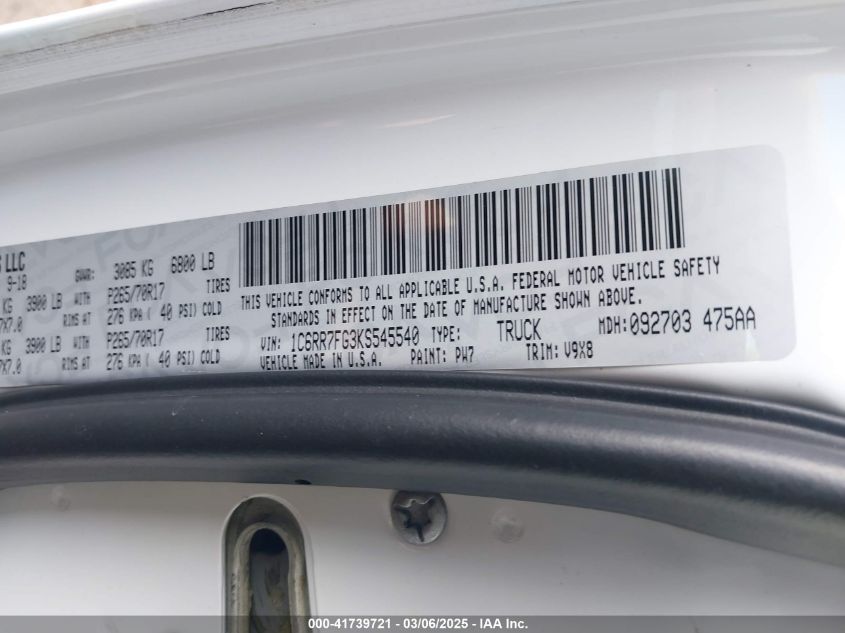 S LLC
9-18
GVWR: 3085 KG 6800 LB
KG 3900 LB WITH P265/70R17 TIRES
7X7.0 RIMS AT 276 KPA ( 40 PSI) COLD
KG 3900 LB WITH P265/70R17 TIRES
7X7.0 RIMS AT 276 KPA ( 40 PSI) COLD
THIS VEHICLE CONFORMS TO ALL APPLICABLE U.S.A. FEDERAL MOTOR VEHICLE SAFETY
STANDARDS IN EFFECT ON THE DATE OF MANUFACTURE SHOWN ABOVE.
VIN: 1C6RR7FG3KS545540 TYPE: TRUCK MDH: 092703 475AA
VEHICLE MADE IN U.S.A. PAINT: PW7 TRIM: V9X8
000-41739721 - 03/06/2025 - IAA Inc.